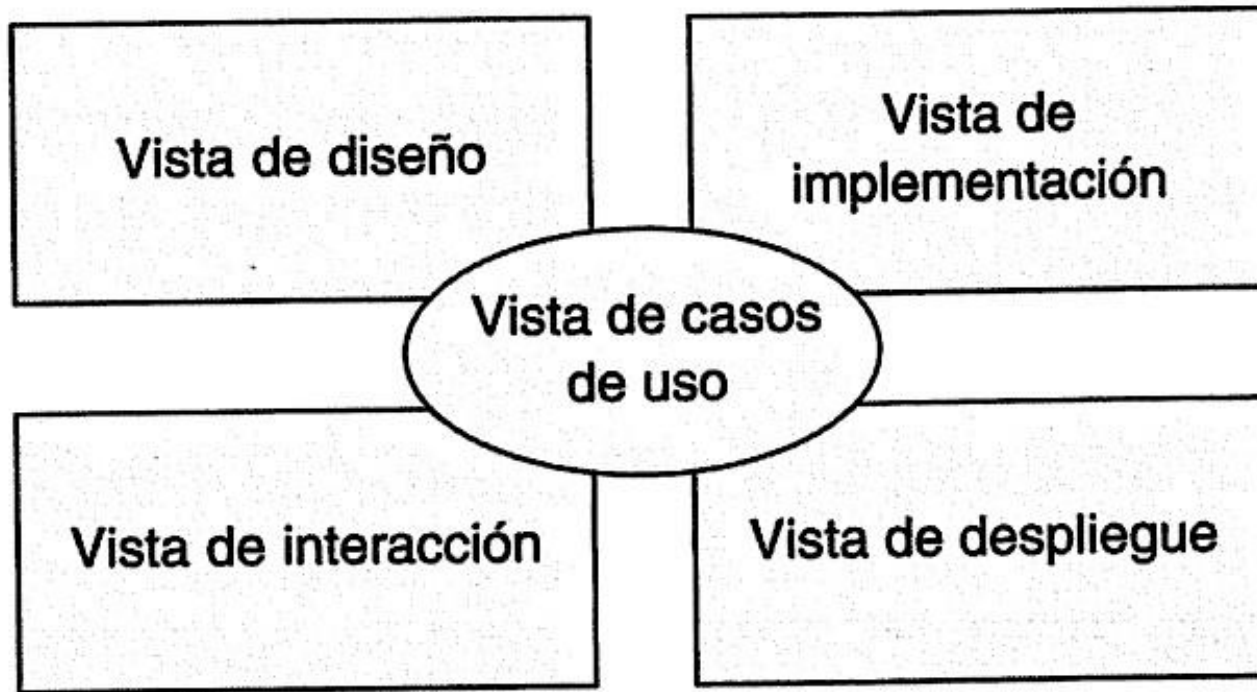 Vista de diseño
Vista de
implementación
Vista de casos
de uso
Vista de interacción
Vista de despliegue